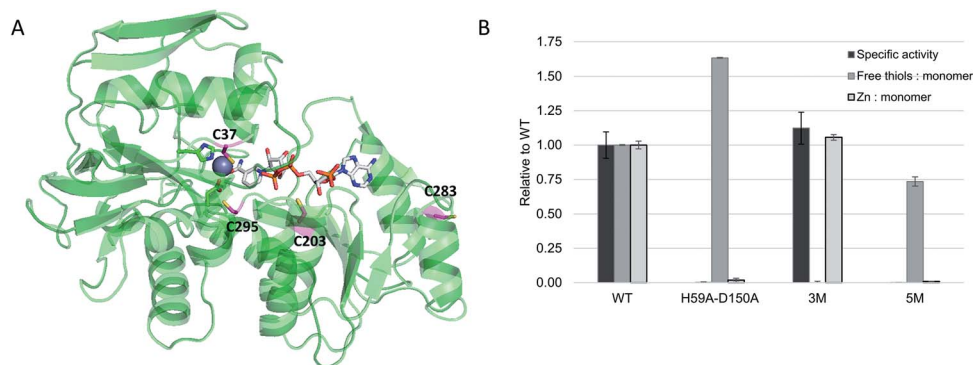 A
C37
C283
C295
C203
B
Relative to WT
1.75
1.50
1.25
1.00
0.75
0.50
0.25
0.00
Specific activity
Free thiols : monomer
Zn : monomer
WT
H59A-D150A
3M
5M